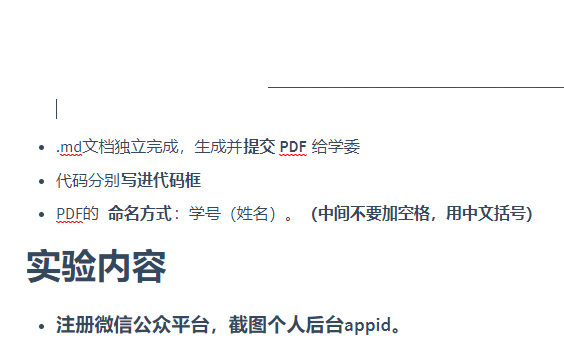 .md文档独立完成，生成并提交 PDF 给学委
代码分别写进代码框
PDF的 命名方式：学号（姓名）。（中间不要加空格，用中文括号）
实验内容
注册微信公众平台，截图个人后台appid。